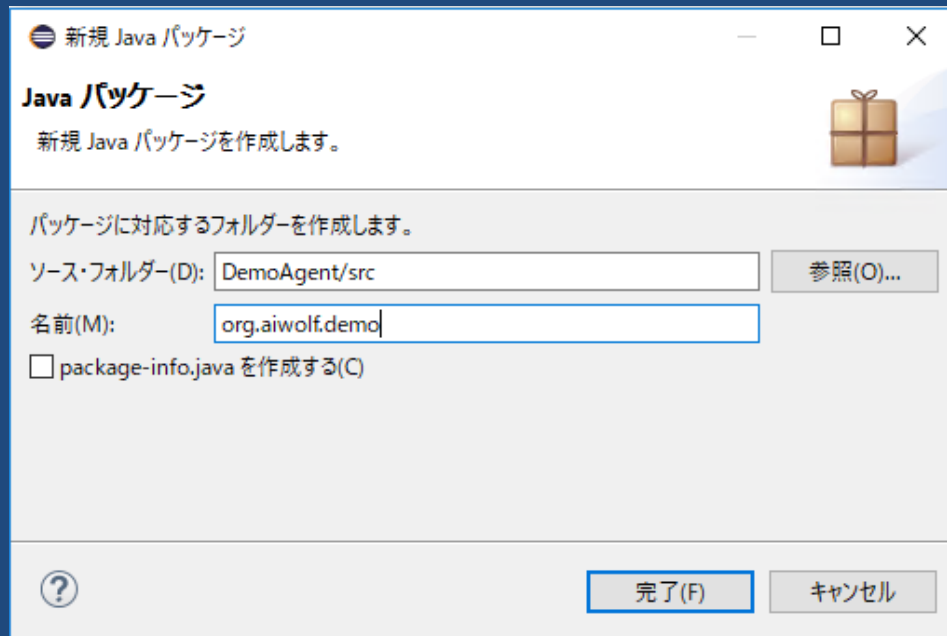 新規 Java パッケージ
Java パッケージ
新規 Java パッケージを作成します。
パッケージに対応するフォルダーを作成します。
ソース・フォルダー(D): DemoAgent/src 参照(O)...
名前(M): org.aiwolf.demo
package-info.java を作成する(C)
? 完了(F) キャンセル